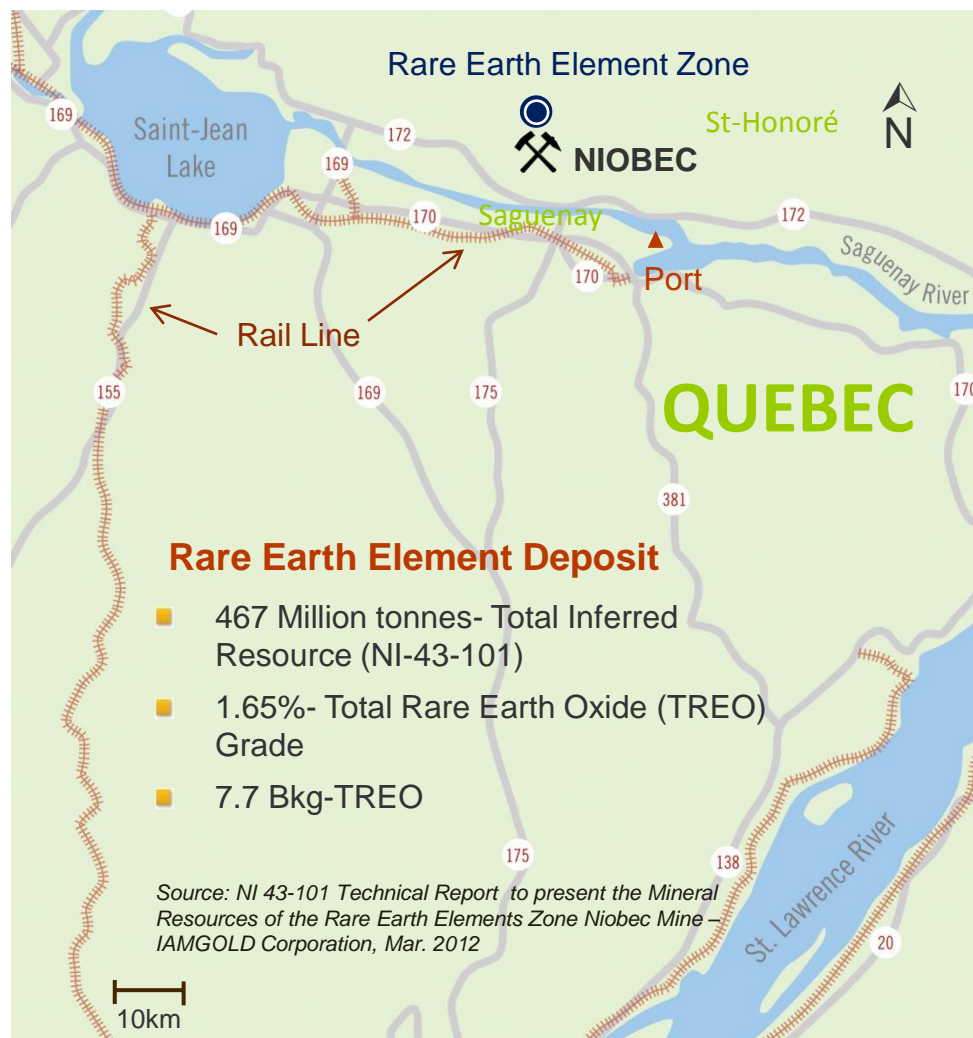 Rare Earth Element Zone
169
Saint-Jean
Lake
172
St-Honoré
N
169
NIOBEC
169
170
Saguenay
172
170
Port
Saguenay River
Rail Line
155
169
175
170
QUEBEC
381
Rare Earth Element Deposit
467 Million tonnes- Total Inferred
Resource (NI-43-101)
1.65%- Total Rare Earth Oxide (TREO)
Grade
7.7 Bkg-TREO
175
138
St. Lawrence River
20
Source: NI 43-101 Technical Report to present the Mineral
Resources of the Rare Earth Elements Zone Niobec Mine –
IAMGOLD Corporation, Mar. 2012
10km